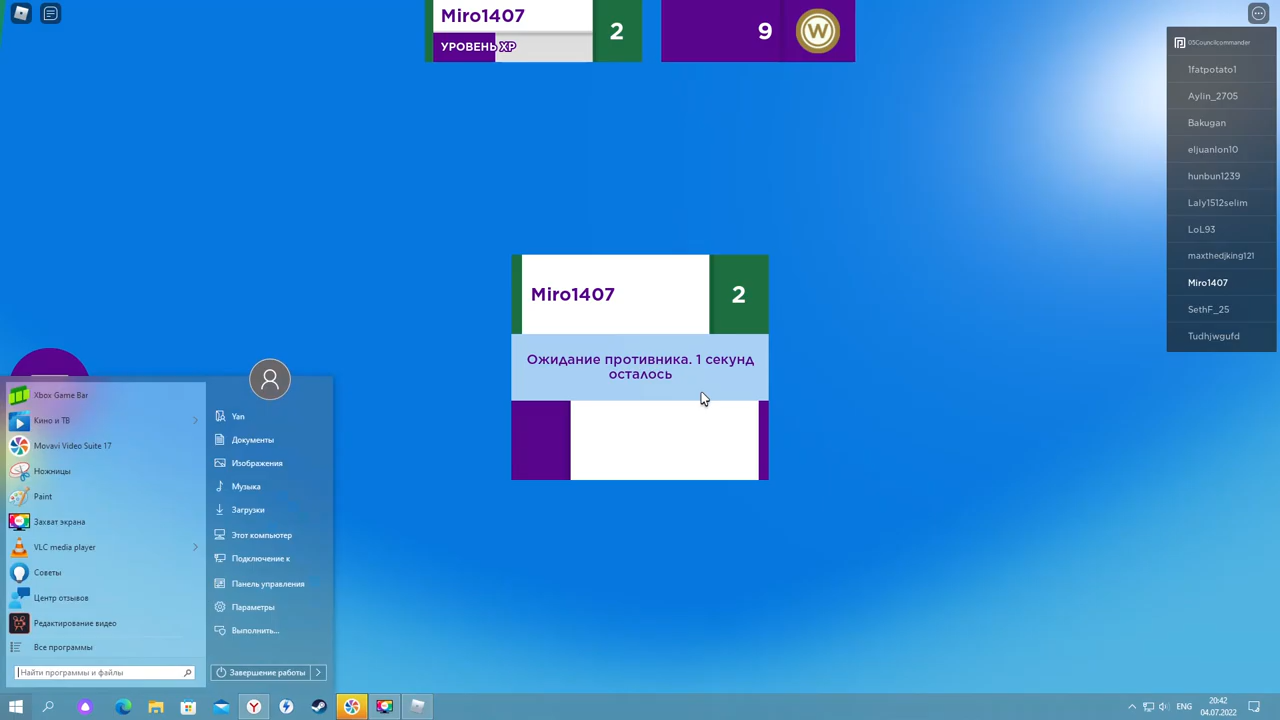 Miro1407
2
УРОВЕНЬ XP
9
W
05Councilcommander
1fatpotato1
Aylin_2705
Bakugan
eljuanlon10
hunbun1239
Laly1512selim
LoL93
maxthedjking121
Miro1407
SethF_25
Tudhjwgufd
Miro1407
2
Ожидание противника. 1 секунд
осталось
Xbox Game Bar
Кино и ТВ
Movavi Video Suite 17
Ножницы
Paint
Захват экрана
VLC media player
Советы
Центр отзывов
Редактирование видео
Все программы
Найти программы и файлы
Yan
Документы
Изображения
Музыка
Загрузки
Этот компьютер
Подключение к
Панель управления
Параметры
Выполнить...
Завершение работы
ENG
20:42
04.07.2022